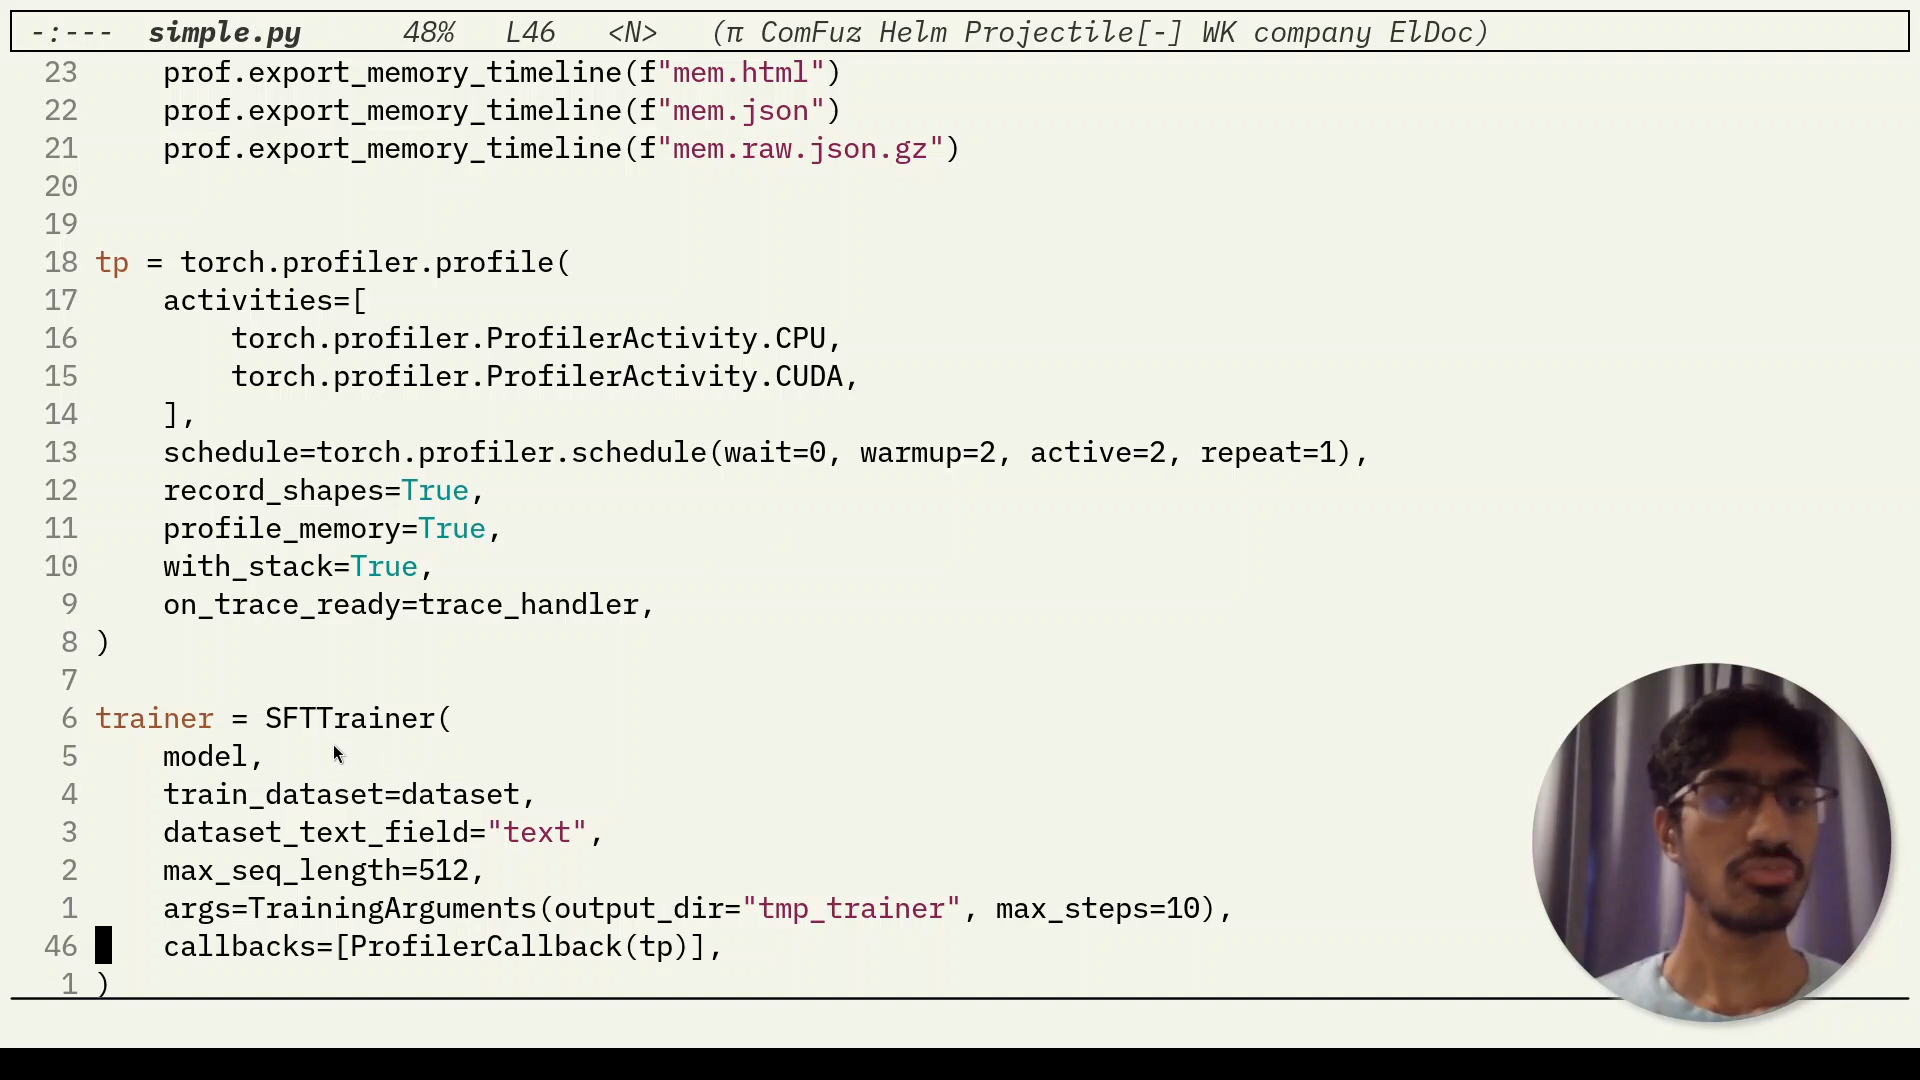 -:--- simple.py 48% L46 <N> (π ComFuz Helm Projectile[-] WK company ElDoc)
23 prof.export_memory_timeline(f"mem.html")
22 prof.export_memory_timeline(f"mem.json")
21 prof.export_memory_timeline(f"mem.raw.json.gz")
20
19
18 tp = torch.profiler.profile(
17 activities=[
16 torch.profiler.ProfilerActivity.CPU,
15 torch.profiler.ProfilerActivity.CUDA,
14 ],
13 schedule=torch.profiler.schedule(wait=0, warmup=2, active=2, repeat=1),
12 record_shapes=True,
11 profile_memory=True,
10 with_stack=True,
9 on_trace_ready=trace_handler,
8 )
7
6 trainer = SFTTrainer(
5 model,
4 train_dataset=dataset,
3 dataset_text_field="text",
2 max_seq_length=512,
1 args=TrainingArguments(output_dir="tmp_trainer", max_steps=10),
46 callbacks=[ProfilerCallback(tp)],
1 )